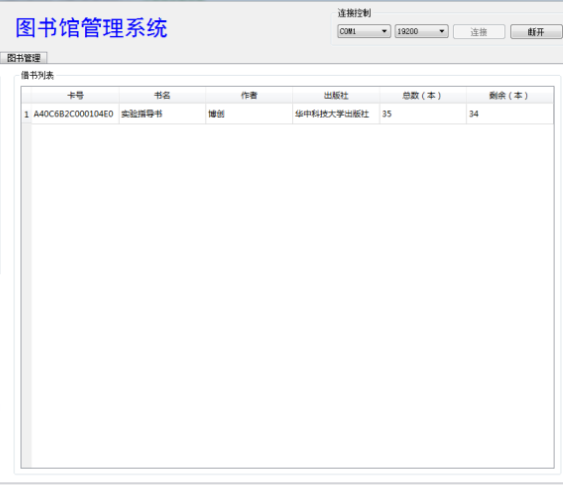 图书馆管理系统
连接控制
COM1 19200 连接 断开
图书管理
借书列表
卡号 书名 作者 出版社 总数（本） 剩余（本）
1 A40C6B2C000104E0 实验指导书 博创 华中科技大学出版社 35 34